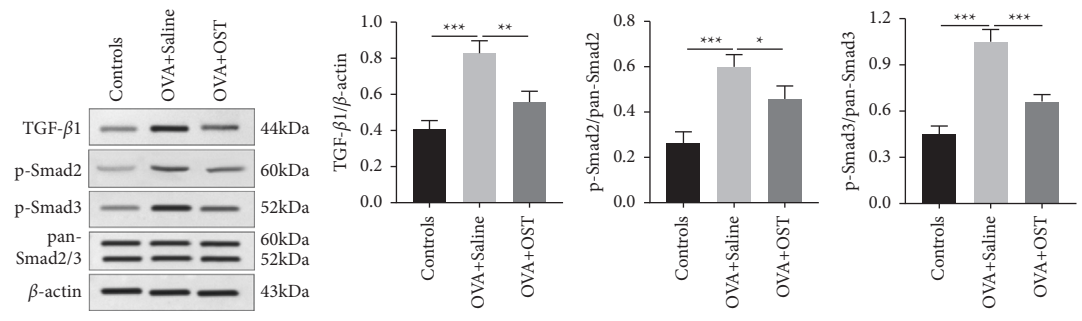 Controls
OVA+Saline
OVA+OST
TGF-β1
44kDa
p-Smad2
60kDa
p-Smad3
52kDa
pan-
Smad2/3
60kDa
52kDa
β-actin
43kDa
TGF-β1/β-actin
1.0
0.8
0.6
0.4
0.2
0.0
***
**
Controls
OVA+Saline
OVA+OST
p-Smad2/pan-Smad2
0.8
0.6
0.4
0.2
0.0
***
*
Controls
OVA+Saline
OVA+OST
p-Smad3/pan-Smad3
1.2
0.9
0.6
0.3
0.0
***
***
Controls
OVA+Saline
OVA+OST